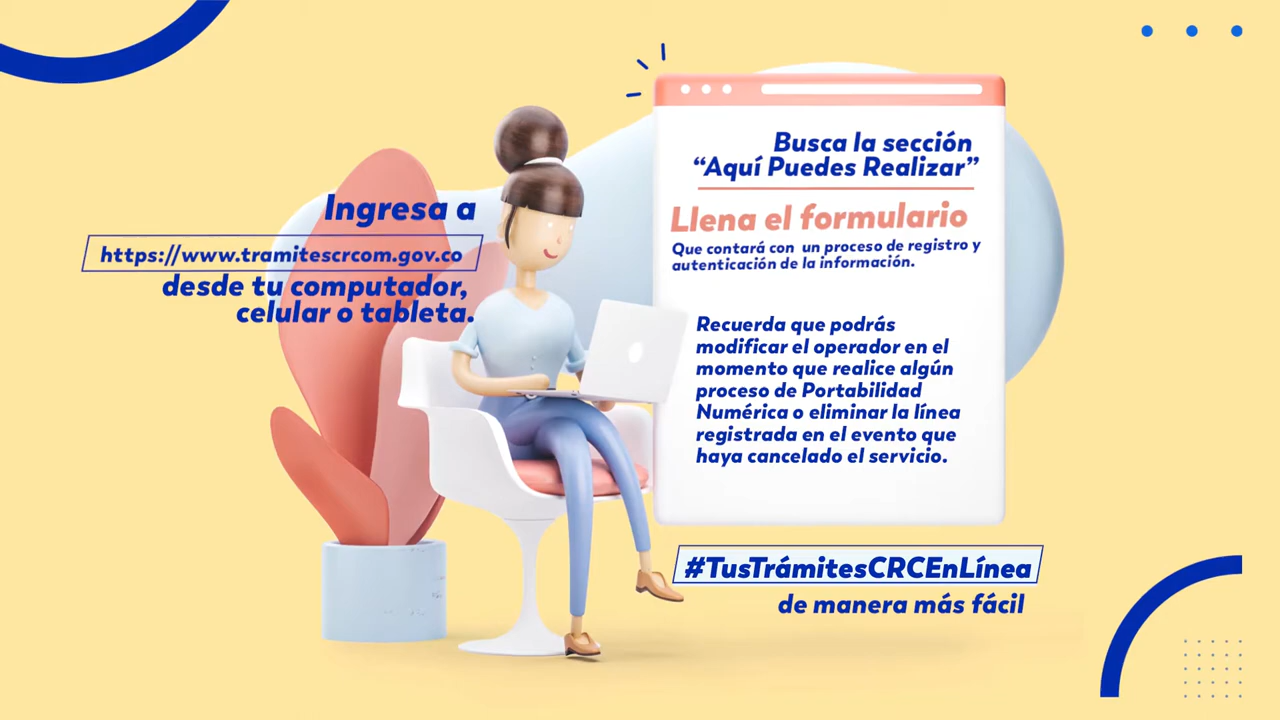 Ingresa a
https://www.tramitescrcom.gov.co
desde tu computador,
celular o tableta.
Busca la sección
“Aquí Puedes Realizar”
Llena el formulario
Que contará con un proceso de registro y
autenticación de la información.
Recuerda que podrás
modificar el operador en el
momento que realice algún
proceso de Portabilidad
Numérica o eliminar la línea
registrada en el evento que
haya cancelado el servicio.
#TusTrámitesCRCEnLínea
de manera más fácil